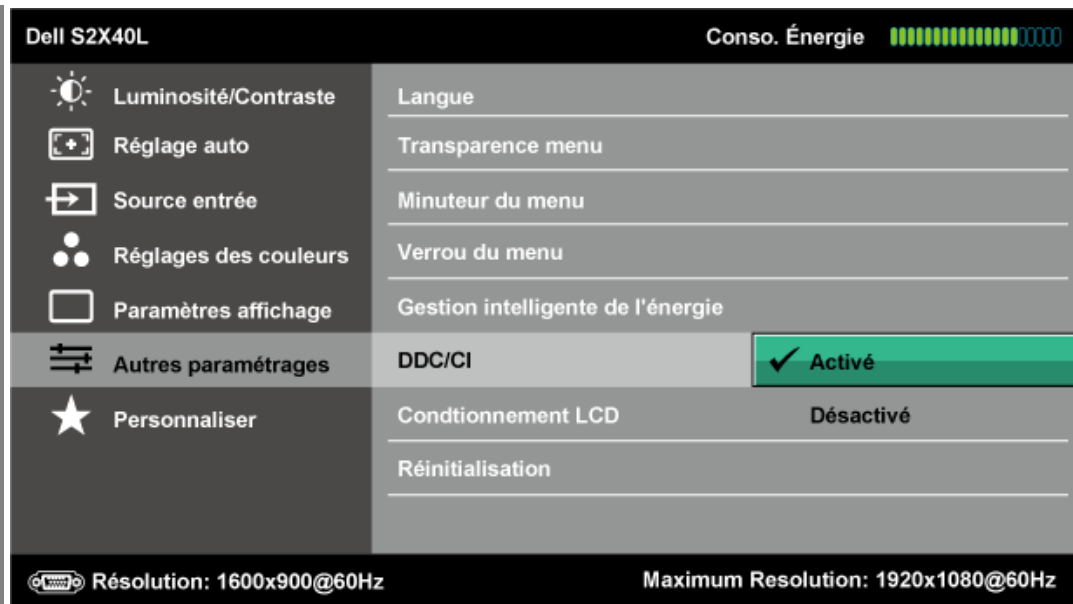 Dell S2X40L
Conso. Énergie
Luminosité/Contraste
Réglage auto
Source entrée
Réglages des couleurs
Paramètres affichage
Autres paramétrages
Personnaliser
Langue
Transparence menu
Minuteur du menu
Verrou du menu
Gestion intelligente de l'énergie
DDC/CI
Activé
Condtionnement LCD
Désactivé
Réinitialisation
Résolution: 1600x900@60Hz
Maximum Resolution: 1920x1080@60Hz